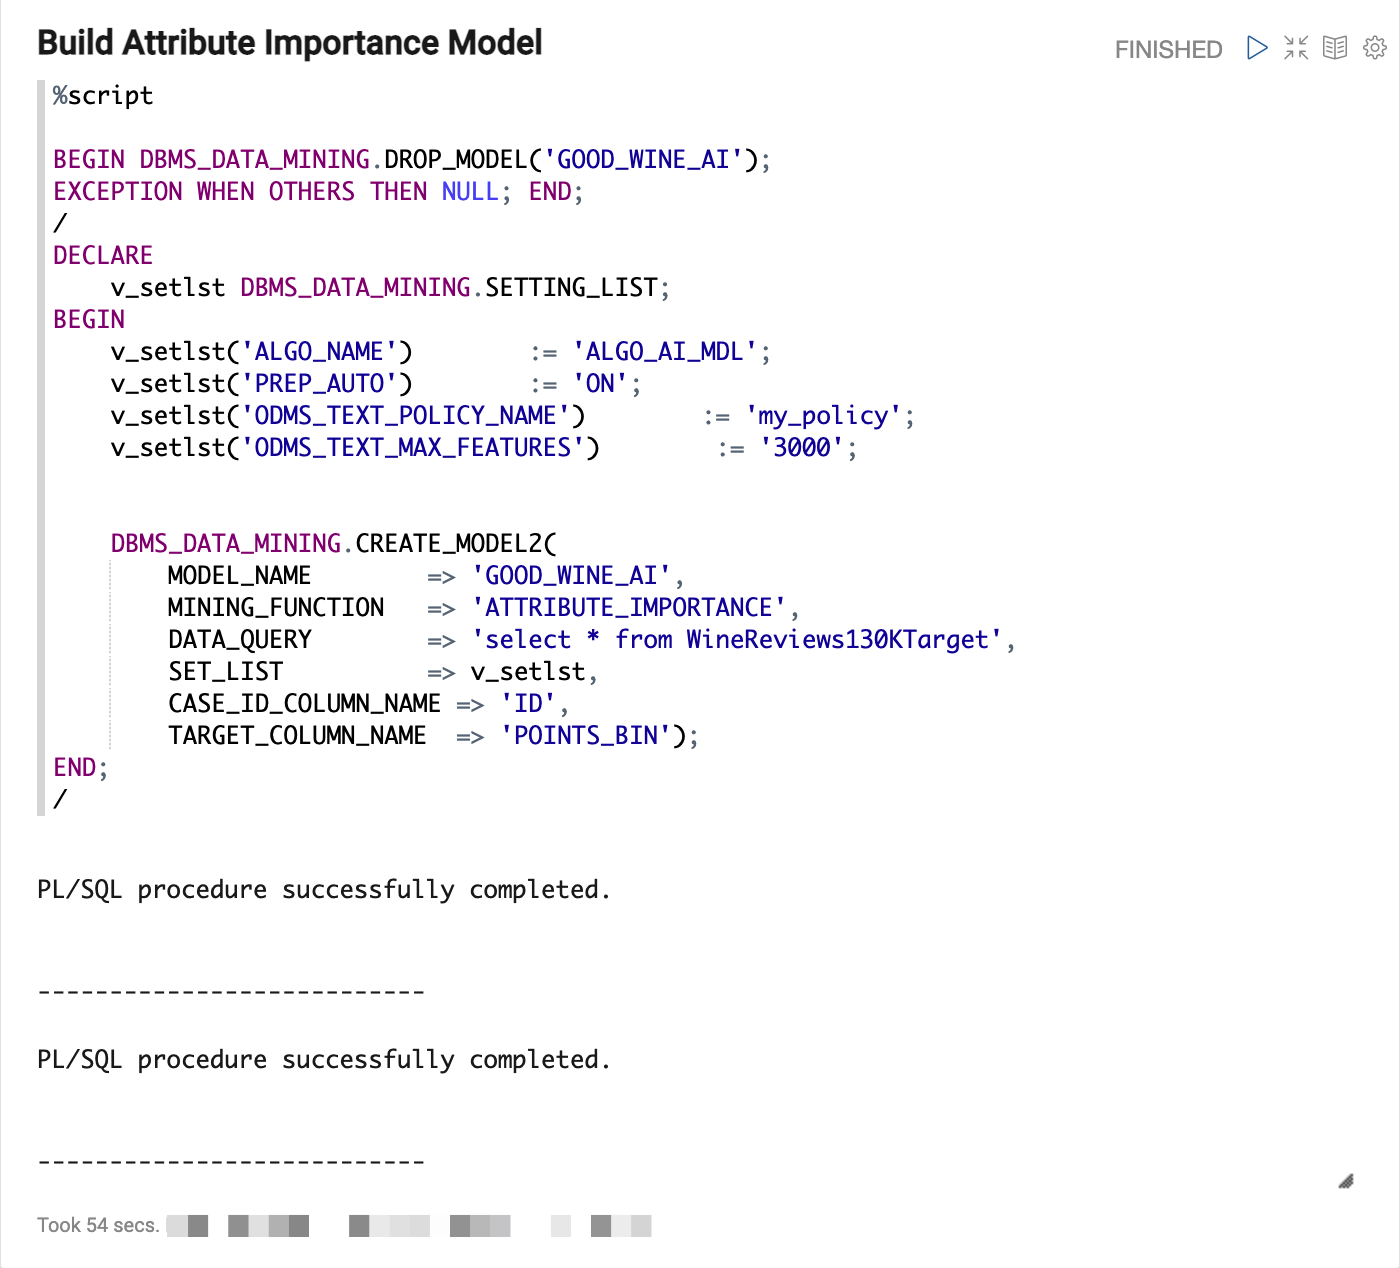 Build Attribute Importance Model
FINISHED
%script
BEGIN DBMS_DATA_MINING.DROP_MODEL('GOOD_WINE_AI');
EXCEPTION WHEN OTHERS THEN NULL; END;
/
DECLARE
    v_setlst DBMS_DATA_MINING.SETTING_LIST;
BEGIN
    v_setlst('ALGO_NAME')        := 'ALGO_AI_MDL';
    v_setlst('PREP_AUTO')        := 'ON';
    v_setlst('ODMS_TEXT_POLICY_NAME')        := 'my_policy';
    v_setlst('ODMS_TEXT_MAX_FEATURES')        := '3000';
    DBMS_DATA_MINING.CREATE_MODEL2(
        MODEL_NAME        => 'GOOD_WINE_AI',
        MINING_FUNCTION   => 'ATTRIBUTE_IMPORTANCE',
        DATA_QUERY        => 'select * from WineReviews130KTarget',
        SET_LIST          => v_setlst,
        CASE_ID_COLUMN_NAME => 'ID',
        TARGET_COLUMN_NAME  => 'POINTS_BIN');
END;
/
PL/SQL procedure successfully completed.
---------------------------
PL/SQL procedure successfully completed.
---------------------------
Took 54 secs.